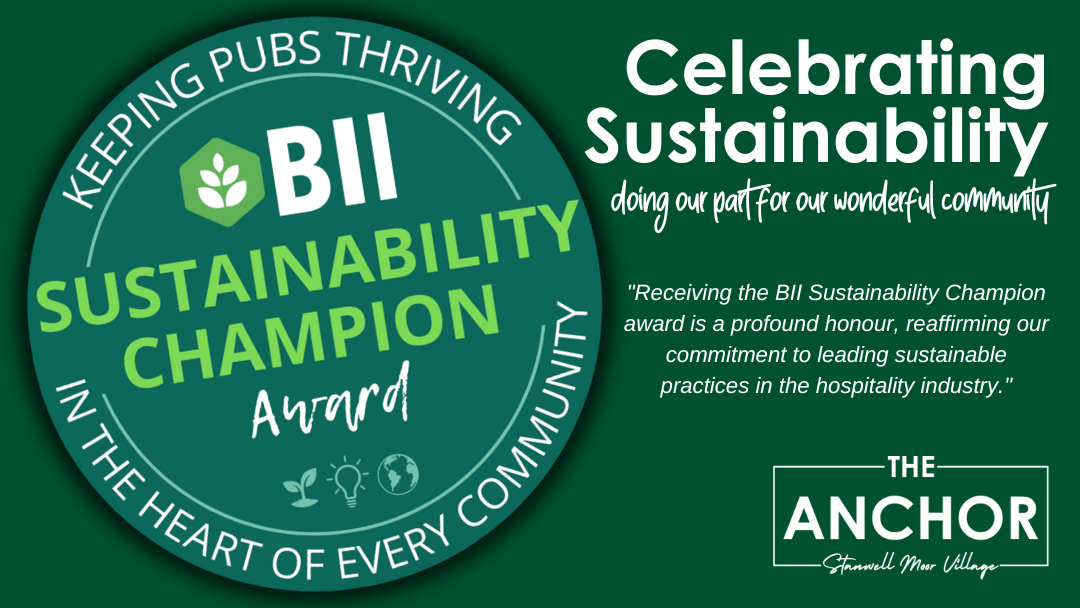 KEEPING PUBS THRIVING
BII
SUSTAINABILITY
CHAMPION
Award
IN THE HEART OF EVERY COMMUNITY
Celebrating
Sustainability
doing our part for our wonderful community
"Receiving the BII Sustainability Champion
award is a profound honour, reaffirming our
commitment to leading sustainable
practices in the hospitality industry."
THE
ANCHOR
Stanwell Moor Village